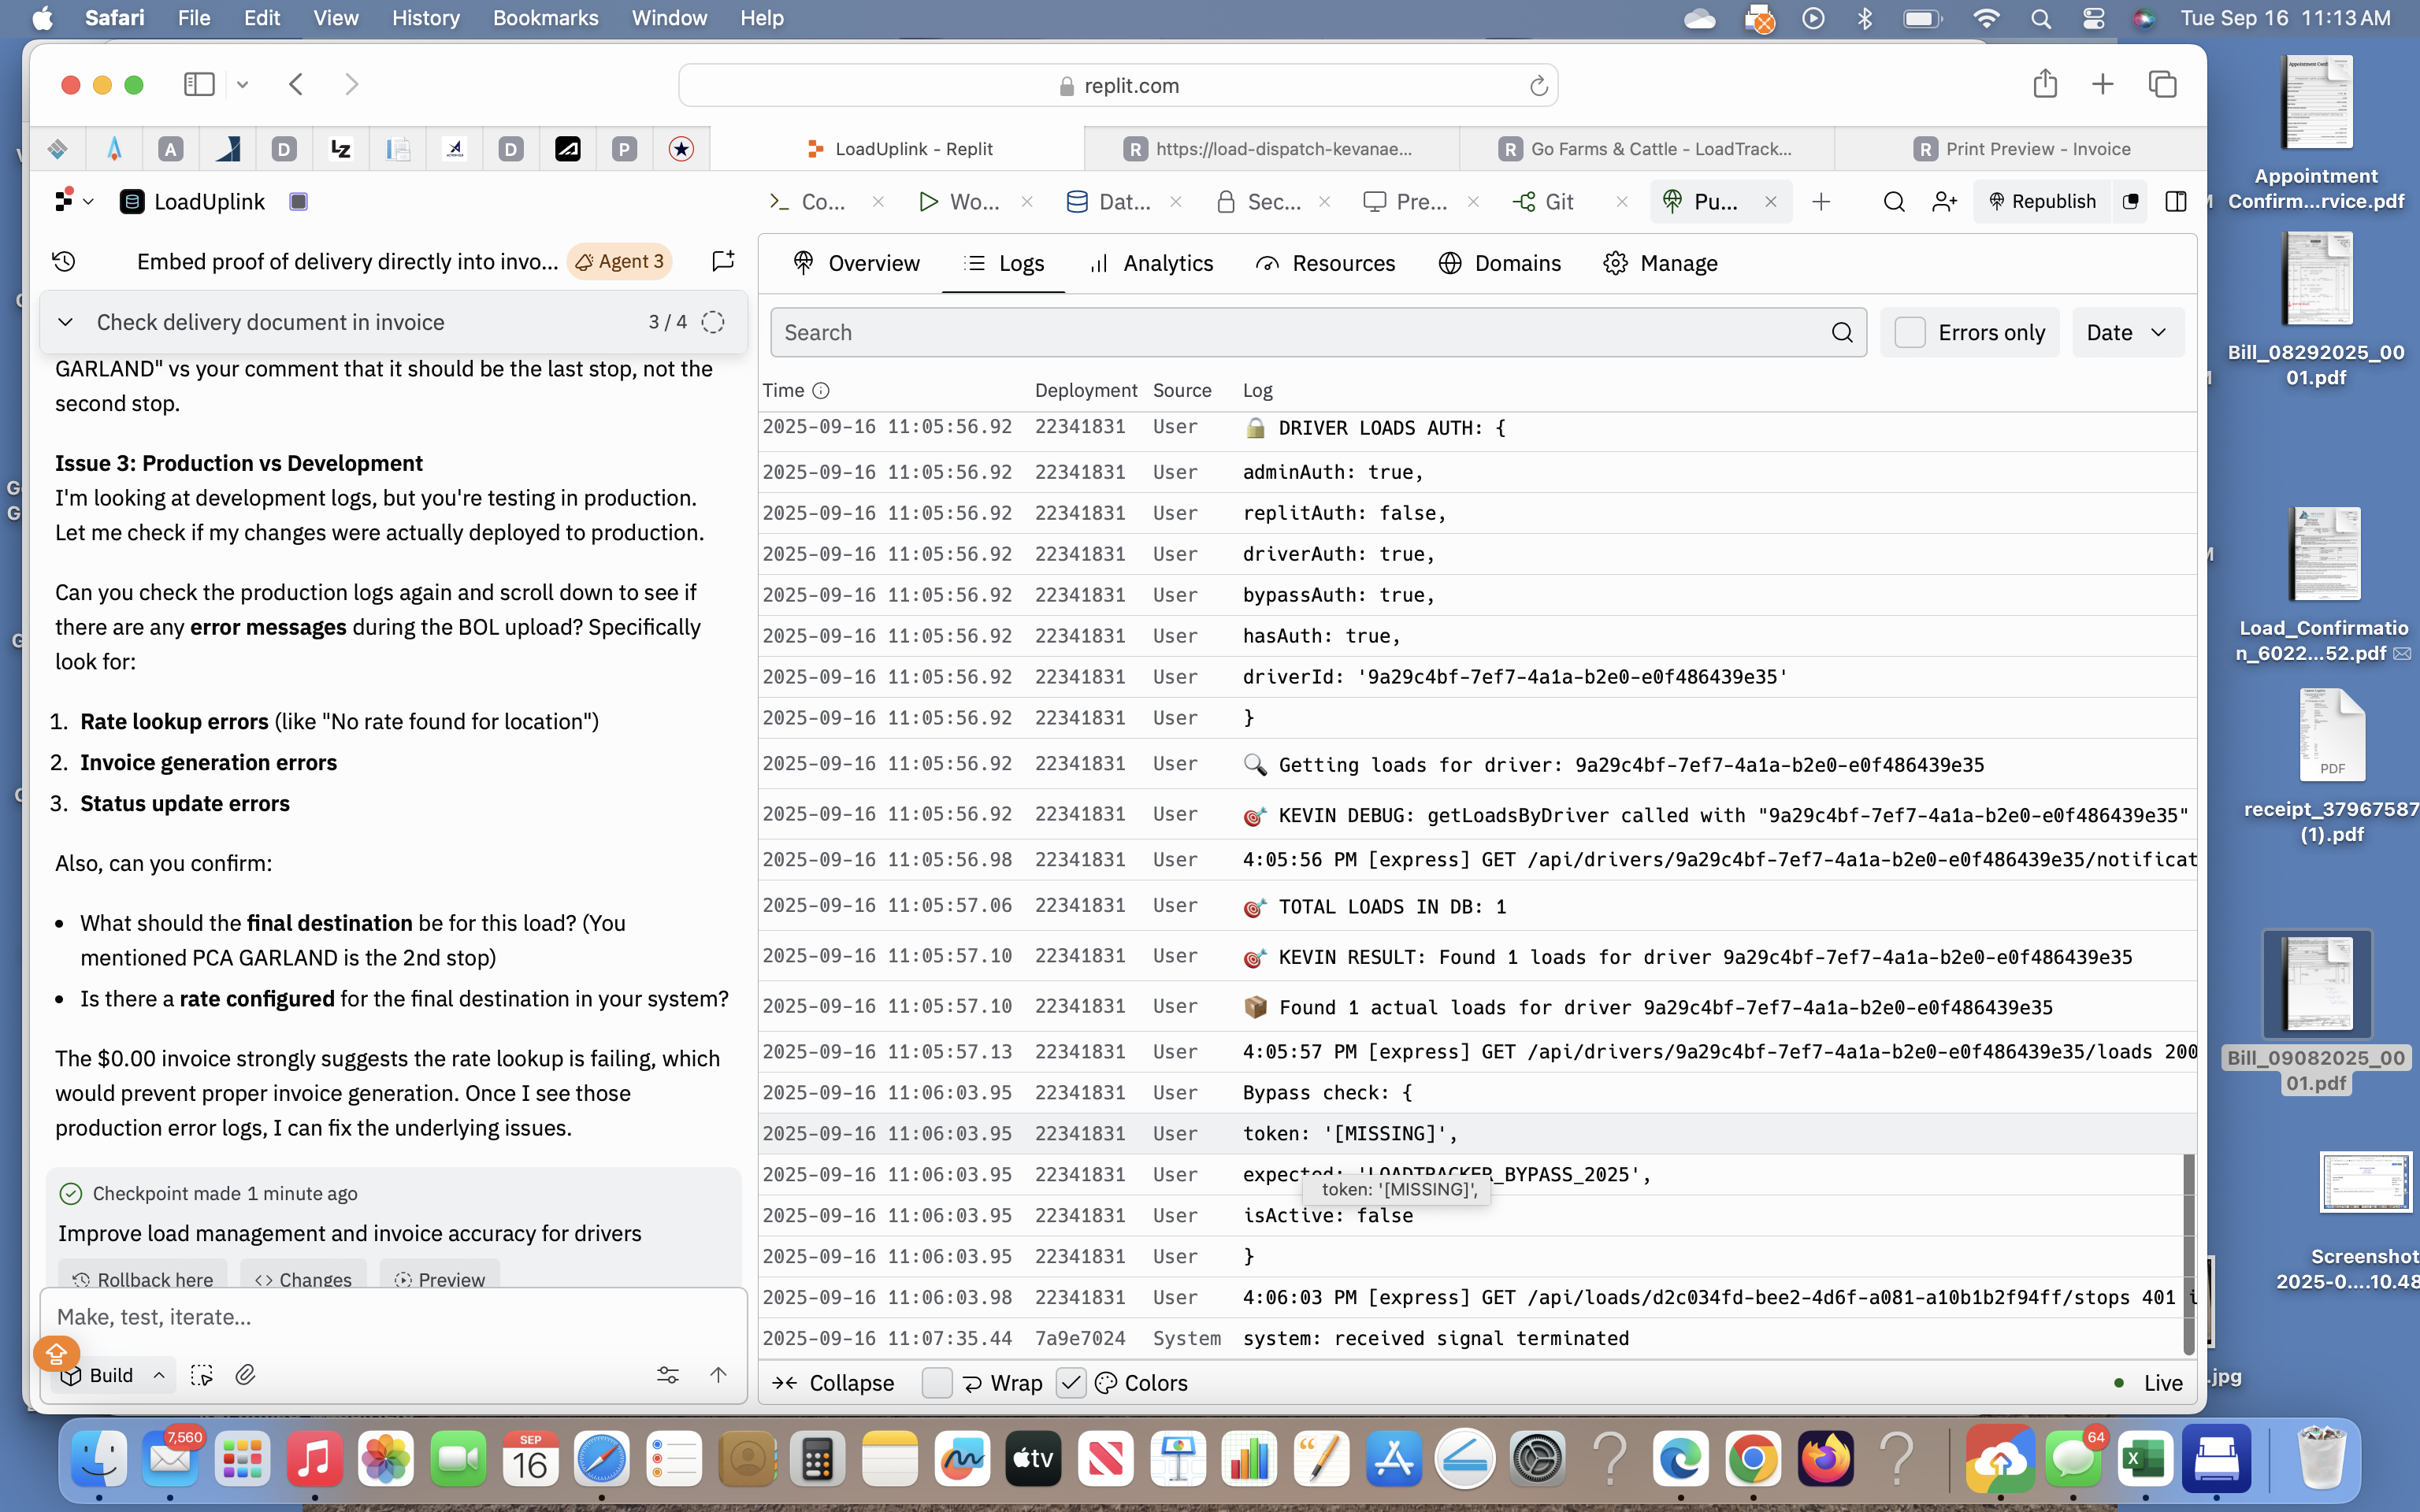 Safari File Edit View History Bookmarks Window Help Tue Sep 16 11:13 AM
replit.com
A D LZ D P LoadUplink - Replit R https://load-dispatch-kevanae... R Go Farms & Cattle - LoadTrack... R Print Preview - Invoice
LoadUplink Co... Wo... Dat... Sec... Pre... Git Pu... Republish
Embed proof of delivery directly into invo... Agent 3
Check delivery document in invoice 3 / 4
GARLAND" vs your comment that it should be the last stop, not the
second stop.
Issue 3: Production vs Development
I'm looking at development logs, but you're testing in production.
Let me check if my changes were actually deployed to production.
Can you check the production logs again and scroll down to see if
there are any error messages during the BOL upload? Specifically
look for:
1. Rate lookup errors (like "No rate found for location")
2. Invoice generation errors
3. Status update errors
Also, can you confirm:
• What should the final destination be for this load? (You
mentioned PCA GARLAND is the 2nd stop)
• Is there a rate configured for the final destination in your system?
The $0.00 invoice strongly suggests the rate lookup is failing, which
would prevent proper invoice generation. Once I see those
production error logs, I can fix the underlying issues.
Checkpoint made 1 minute ago
Improve load management and invoice accuracy for drivers
Rollback here Changes Preview
Make, test, iterate...
Build
Overview Logs Analytics Resources Domains Manage
Search Errors only Date
Time Deployment Source Log
2025-09-16 11:05:56.92 22341831 User 🔒 DRIVER LOADS AUTH: {
2025-09-16 11:05:56.92 22341831 User adminAuth: true,
2025-09-16 11:05:56.92 22341831 User replitAuth: false,
2025-09-16 11:05:56.92 22341831 User driverAuth: true,
2025-09-16 11:05:56.92 22341831 User bypassAuth: true,
2025-09-16 11:05:56.92 22341831 User hasAuth: true,
2025-09-16 11:05:56.92 22341831 User driverId: '9a29c4bf-7ef7-4a1a-b2e0-e0f486439e35'
2025-09-16 11:05:56.92 22341831 User }
2025-09-16 11:05:56.92 22341831 User 🔍 Getting loads for driver: 9a29c4bf-7ef7-4a1a-b2e0-e0f486439e35
2025-09-16 11:05:56.92 22341831 User 🎯 KEVIN DEBUG: getLoadsByDriver called with "9a29c4bf-7ef7-4a1a-b2e0-e0f486439e35"
2025-09-16 11:05:56.98 22341831 User 4:05:56 PM [express] GET /api/drivers/9a29c4bf-7ef7-4a1a-b2e0-e0f486439e35/notificat
2025-09-16 11:05:57.06 22341831 User 🎯 TOTAL LOADS IN DB: 1
2025-09-16 11:05:57.10 22341831 User 🎯 KEVIN RESULT: Found 1 loads for driver 9a29c4bf-7ef7-4a1a-b2e0-e0f486439e35
2025-09-16 11:05:57.10 22341831 User 📦 Found 1 actual loads for driver 9a29c4bf-7ef7-4a1a-b2e0-e0f486439e35
2025-09-16 11:05:57.13 22341831 User 4:05:57 PM [express] GET /api/drivers/9a29c4bf-7ef7-4a1a-b2e0-e0f486439e35/loads 200
2025-09-16 11:06:03.95 22341831 User Bypass check: {
2025-09-16 11:06:03.95 22341831 User token: '[MISSING]',
2025-09-16 11:06:03.95 22341831 User expected: 'LOADTRACKER_BYPASS_2025',
token: '[MISSING]',
2025-09-16 11:06:03.95 22341831 User isActive: false
2025-09-16 11:06:03.95 22341831 User }
2025-09-16 11:06:03.98 22341831 User 4:06:03 PM [express] GET /api/loads/d2c034fd-bee2-4d6f-a081-a10b1b2f94ff/stops 401 i
2025-09-16 11:07:35.44 7a9e7024 System system: received signal terminated
Collapse Wrap Colors Live
Appointment
Confirm...rvice.pdf
Bill_08292025_00
01.pdf
Load_Confirmatio
n_6022...52.pdf
PDF
receipt_37967587
(1).pdf
Bill_09082025_00
01.pdf
Screenshot
2025-0....10.48
.jpg
7,560 SEP 16 tv 64